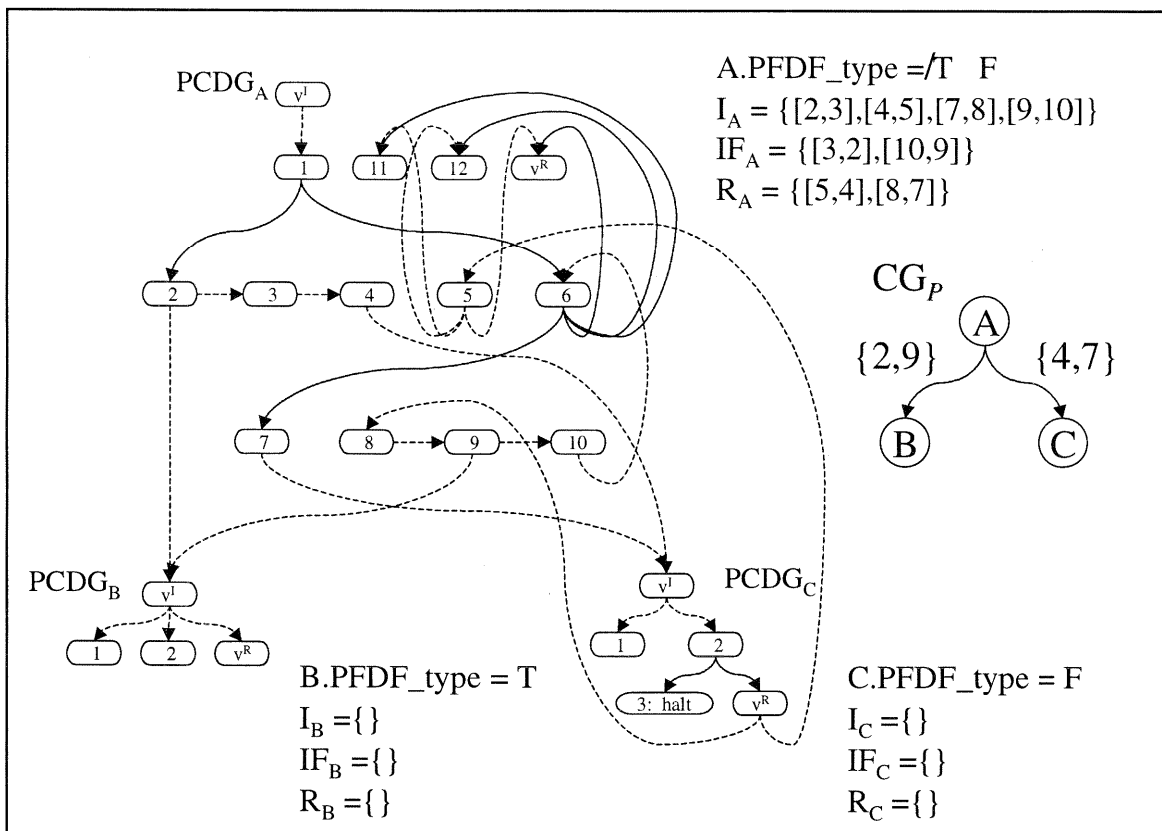 PCDG_A
v^I
A.PFDF_type =/T F
I_A = {[2,3],[4,5],[7,8],[9,10]}
IF_A = {[3,2],[10,9]}
R_A = {[5,4],[8,7]}
1
11
12
v^R
2
3
4
5
6
CG_P
A
{2,9}
{4,7}
B
C
7
8
9
10
PCDG_B
v^I
1
2
v^R
v^I
PCDG_C
1
2
3: halt
v^R
B.PFDF_type = T
I_B ={}
IF_B ={}
R_B ={}
C.PFDF_type = F
I_C ={}
IF_C ={}
R_C ={}